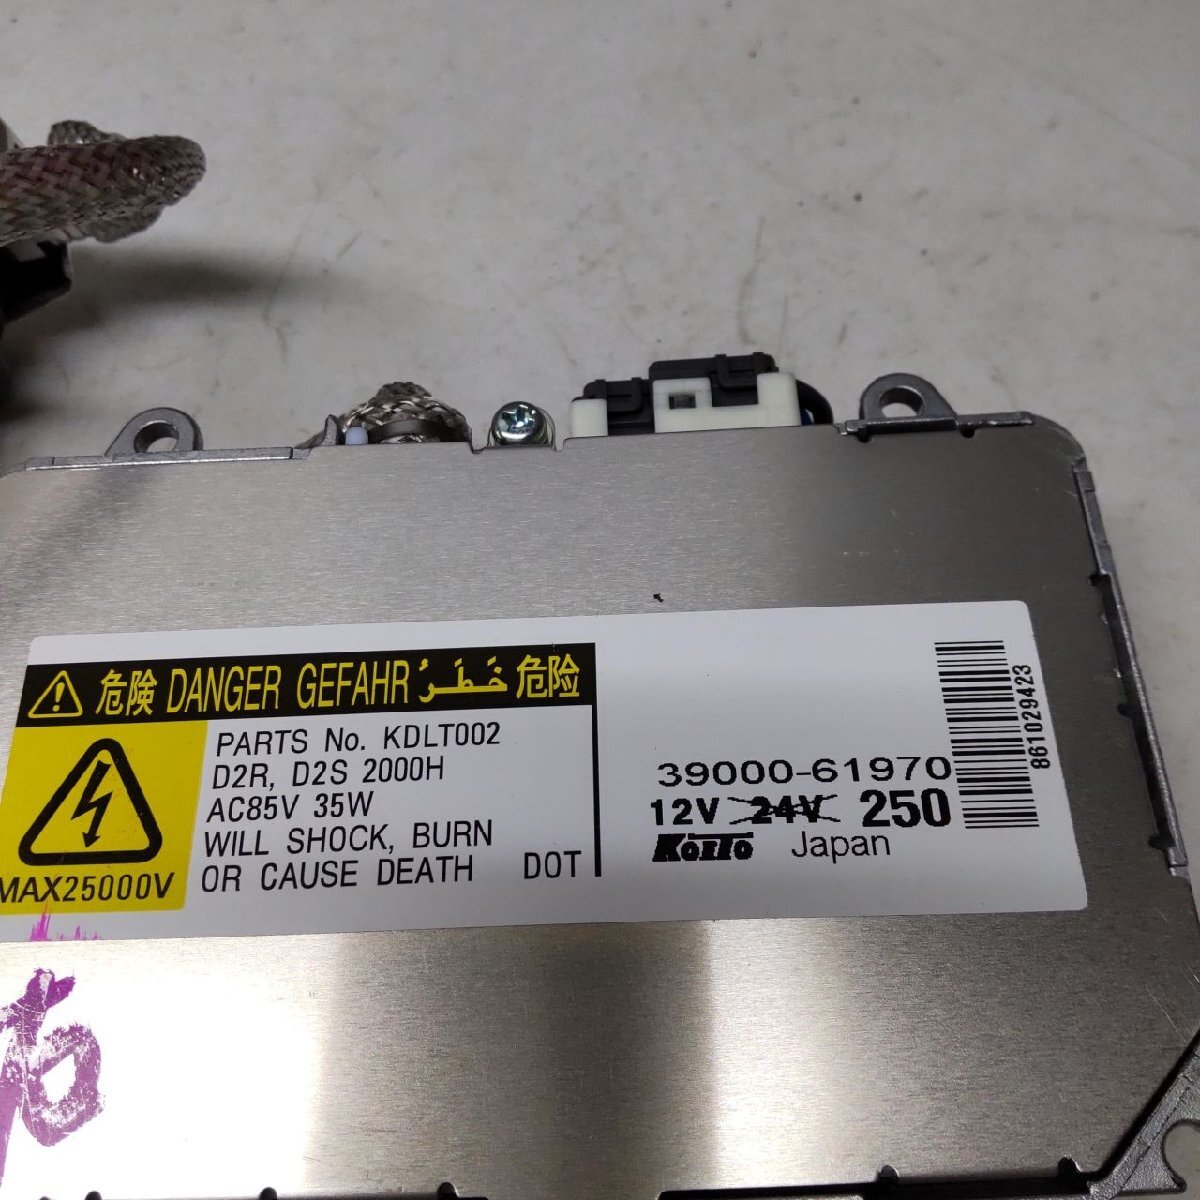 危険 DANGER GEFAHR خَطَرُ 危险
PARTS No. KDLT002
D2R, D2S 2000H
AC85V 35W
WILL SHOCK, BURN
OR CAUSE DEATH DOT
MAX25000V
39000-61970
12V 24V 250
KOITO Japan
861029423